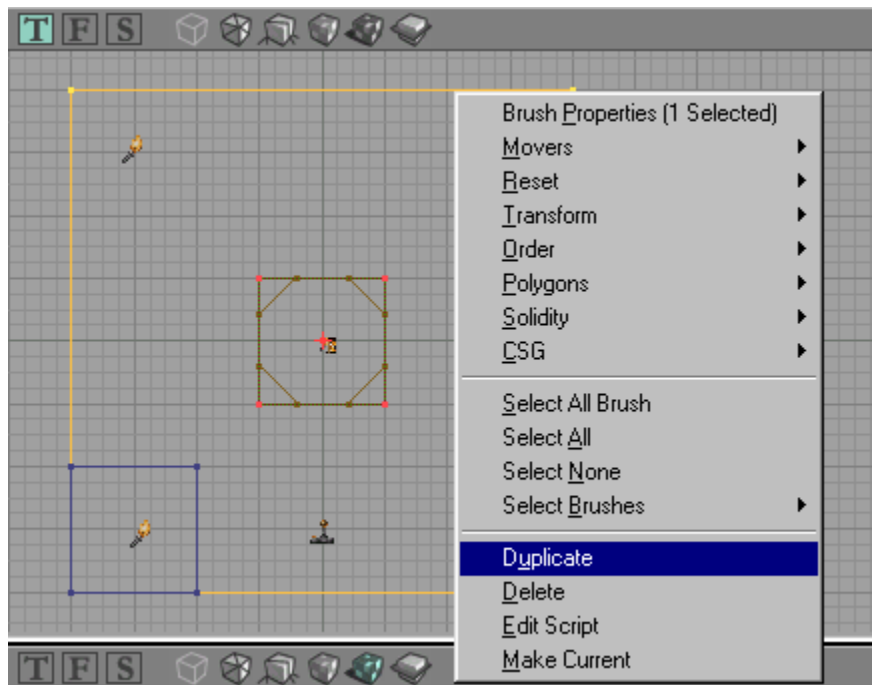 T F S
Brush Properties (1 Selected)
Movers
Reset
Transform
Order
Polygons
Solidity
CSG
Select All Brush
Select All
Select None
Select Brushes
Duplicate
Delete
Edit Script
Make Current
T F S